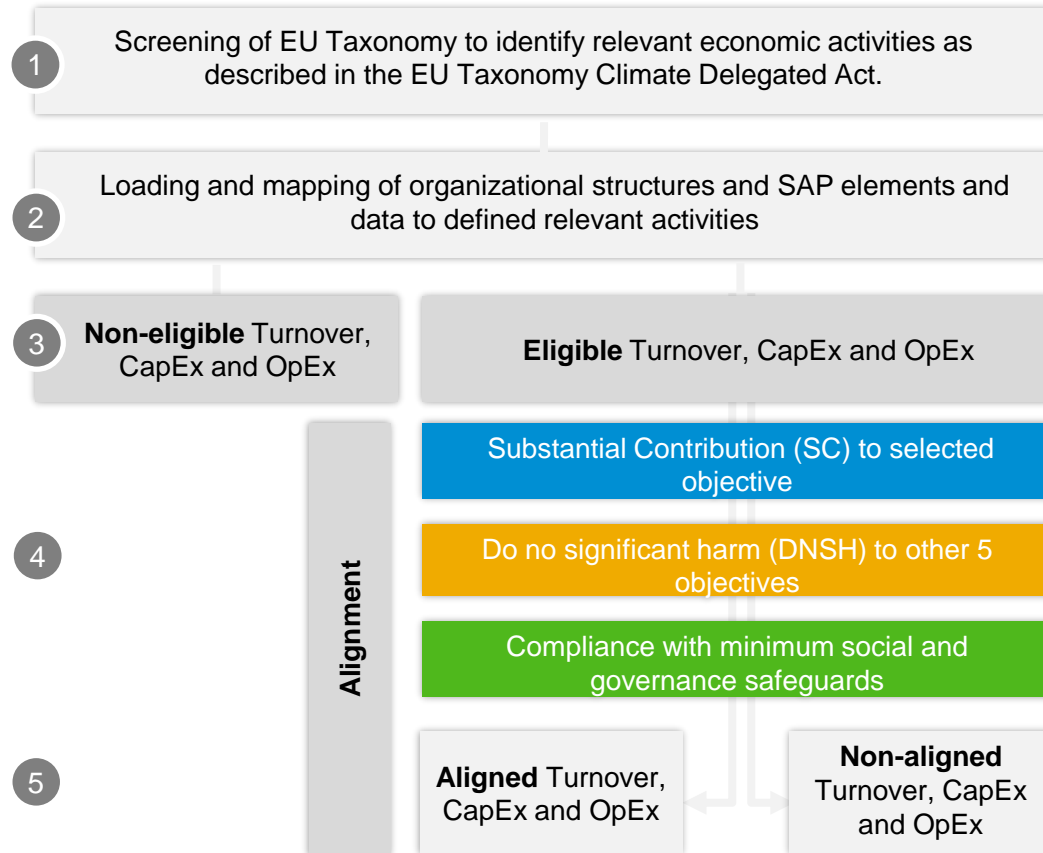 1
Screening of EU Taxonomy to identify relevant economic activities as
described in the EU Taxonomy Climate Delegated Act.
2
Loading and mapping of organizational structures and SAP elements and
data to defined relevant activities
3
Non-eligible Turnover,
CapEx and OpEx
Eligible Turnover, CapEx and OpEx
4
Alignment
Substantial Contribution (SC) to selected
objective
Do no significant harm (DNSH) to other 5
objectives
Compliance with minimum social and
governance safeguards
5
Aligned Turnover,
CapEx and OpEx
Non-aligned
Turnover, CapEx
and OpEx